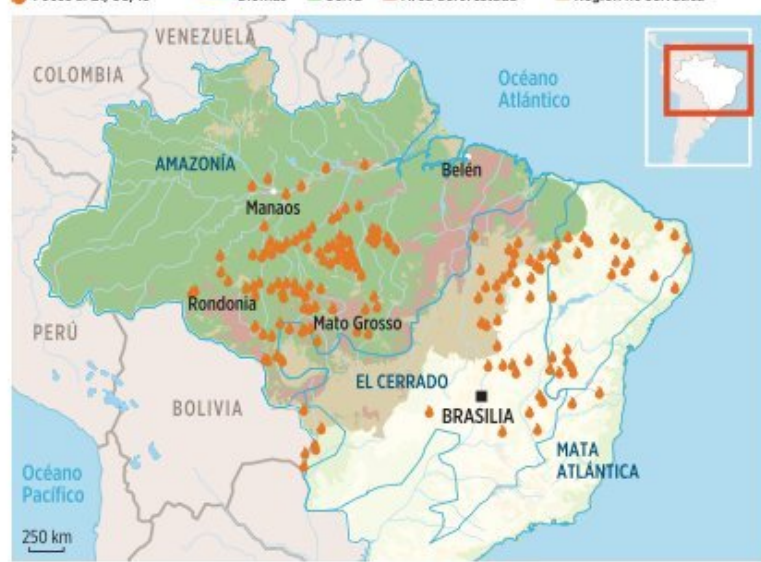 VENEZUELA
COLOMBIA
Océano
Atlántico
AMAZONÍA
Belén
Manaos
Rondonia
Mato Grosso
PERÚ
EL CERRADO
BOLIVIA
BRASILIA
MATA
ATLÁNTICA
Océano
Pacífico
250 km